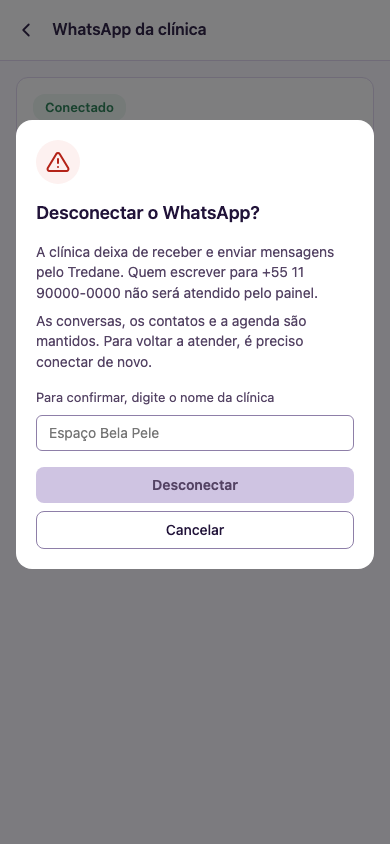 WhatsApp da clínica
Conectado
Desconectar o WhatsApp?
A clínica deixa de receber e enviar mensagens
pelo Tredane. Quem escrever para +55 11
90000-0000 não será atendido pelo painel.
As conversas, os contatos e a agenda são
mantidos. Para voltar a atender, é preciso
conectar de novo.
Para confirmar, digite o nome da clínica
Espaço Bela Pele
Desconectar
Cancelar